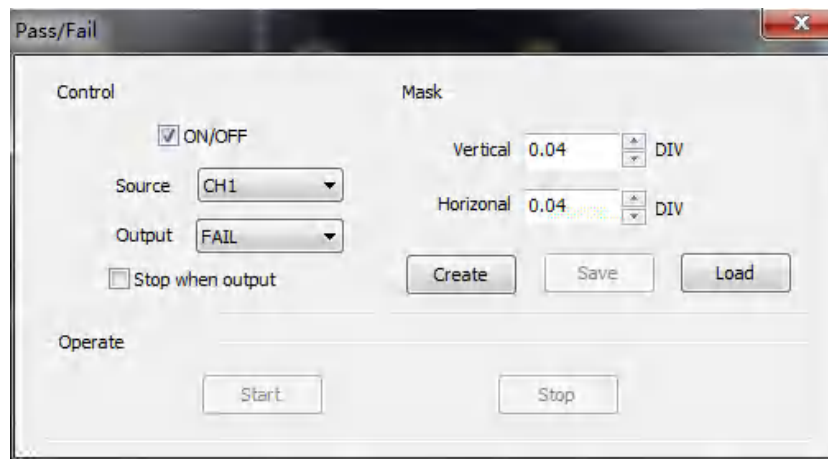 Pass/Fail
Control
ON/OFF
Source CH1
Output FAIL
Stop when output
Mask
Vertical 0.04 DIV
Horizonal 0.04 DIV
Create Save Load
Operate
Start Stop